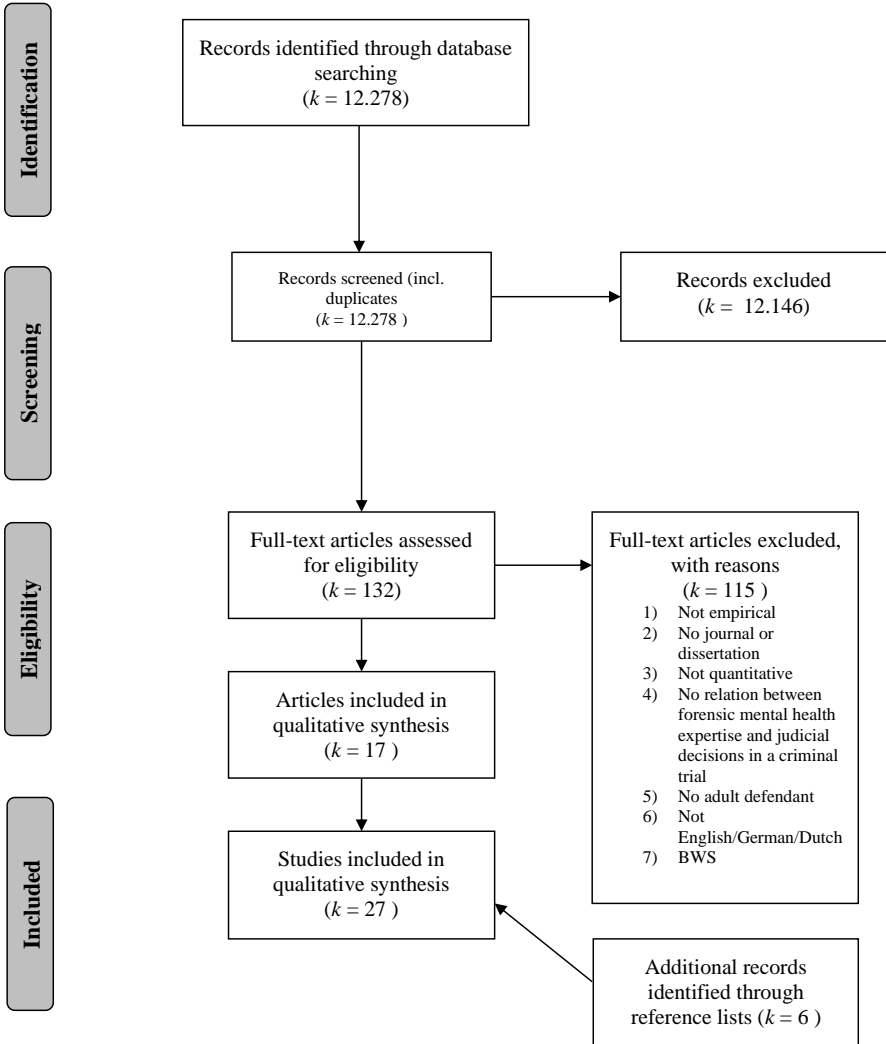 Identification
Records identified through database
searching
(k = 12.278)
Screening
Records screened (incl.
duplicates
(k = 12.278 )
Records excluded
(k = 12.146)
Eligibility
Full-text articles assessed
for eligibility
(k = 132)
Full-text articles excluded,
with reasons
(k = 115 )
1) Not empirical
2) No journal or
dissertation
3) Not quantitative
4) No relation between
forensic mental health
expertise and judicial
decisions in a criminal
trial
5) No adult defendant
6) Not
English/German/Dutch
7) BWS
Articles included in
qualitative synthesis
(k = 17 )
Included
Studies included in
qualitative synthesis
(k = 27 )
Additional records
identified through
reference lists (k = 6 )